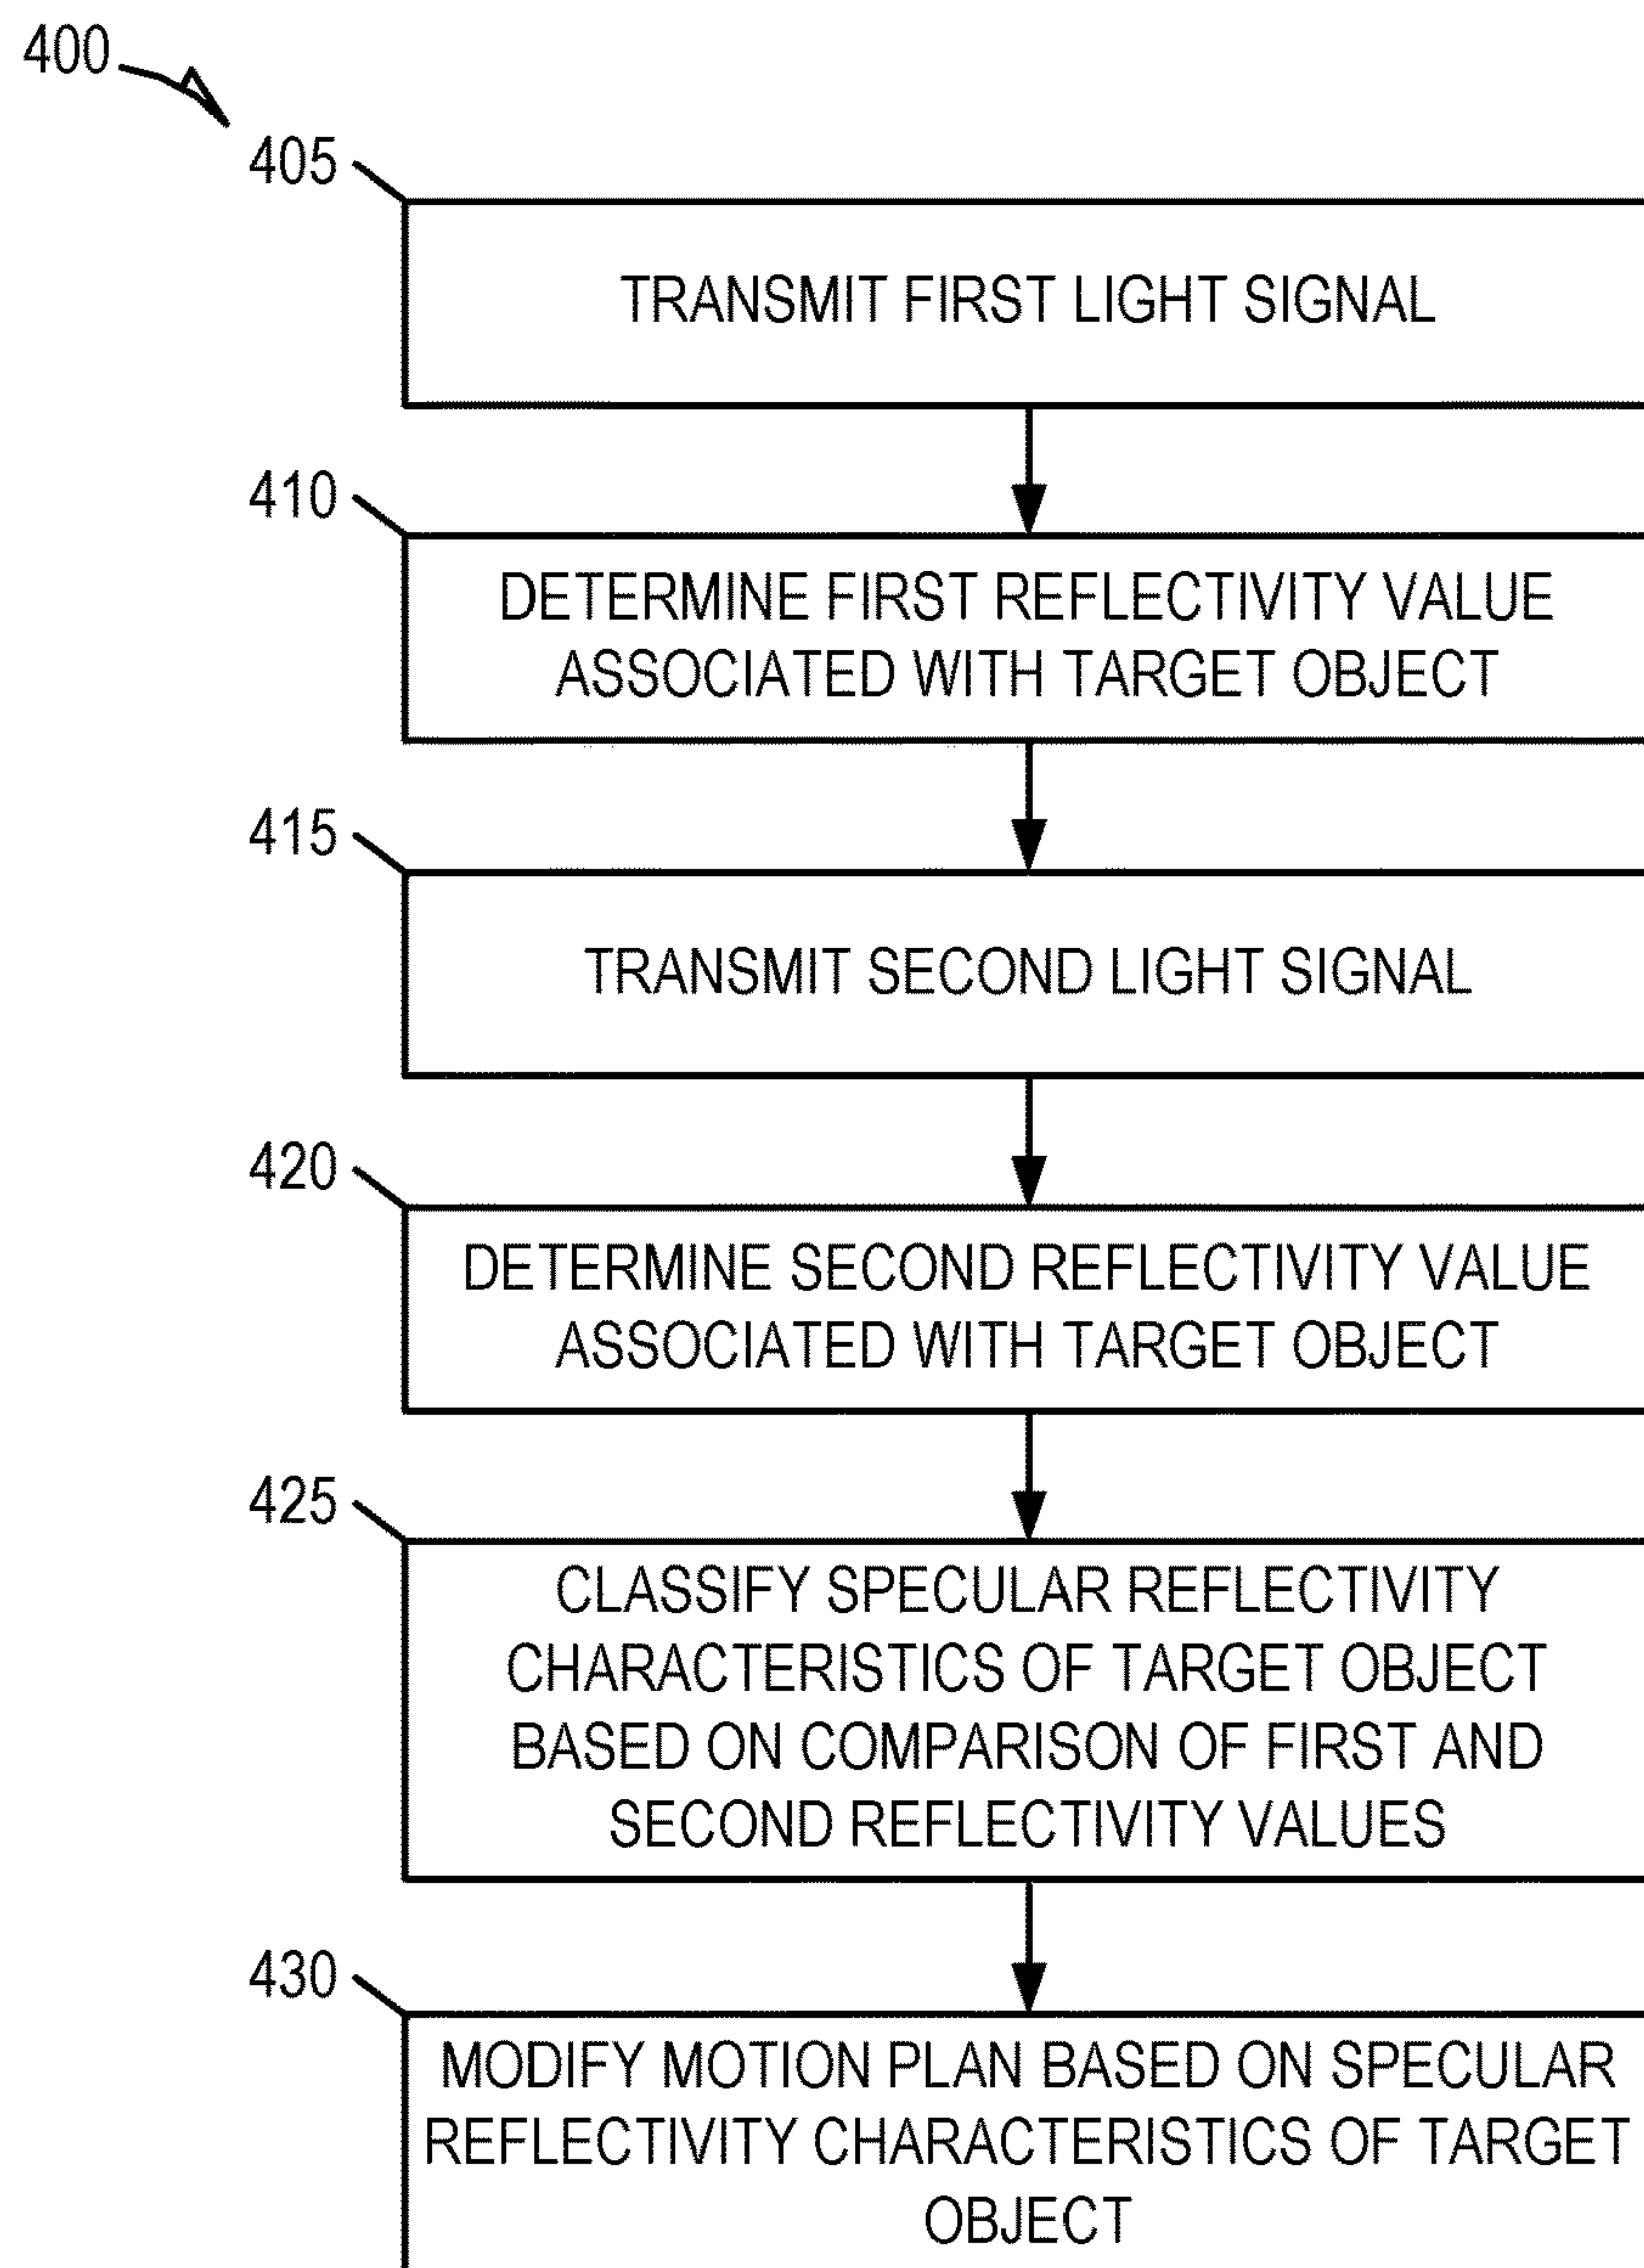 400
405
TRANSMIT FIRST LIGHT SIGNAL
410
DETERMINE FIRST REFLECTIVITY VALUE
ASSOCIATED WITH TARGET OBJECT
415
TRANSMIT SECOND LIGHT SIGNAL
420
DETERMINE SECOND REFLECTIVITY VALUE
ASSOCIATED WITH TARGET OBJECT
425
CLASSIFY SPECULAR REFLECTIVITY
CHARACTERISTICS OF TARGET OBJECT
BASED ON COMPARISON OF FIRST AND
SECOND REFLECTIVITY VALUES
430
MODIFY MOTION PLAN BASED ON SPECULAR
REFLECTIVITY CHARACTERISTICS OF TARGET
OBJECT